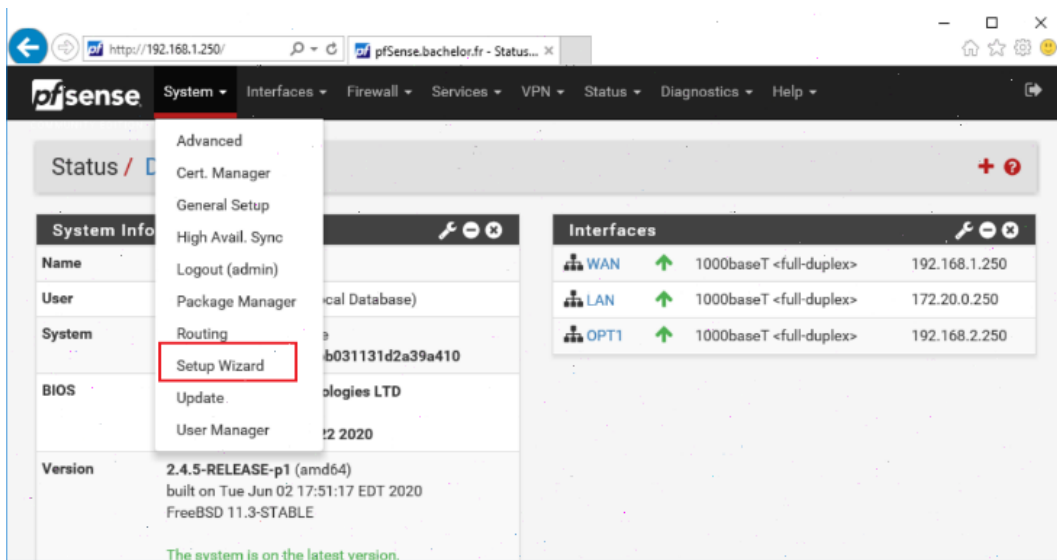 http://192.168.1.250/
pfSense.bachelor.fr - Status...
pfsense
System
Interfaces
Firewall
Services
VPN
Status
Diagnostics
Help
Status /
Advanced
Cert. Manager
General Setup
High Avail. Sync
Logout (admin)
Package Manager
Routing
Setup Wizard
Update
User Manager
System Info
Name
User
cal Database)
System
b031131d2a39a410
BIOS
ologies LTD
22 2020
Version
2.4.5-RELEASE-p1 (amd64)
built on Tue Jun 02 17:51:17 EDT 2020
FreeBSD 11.3-STABLE
The system is on the latest version.
Interfaces
WAN 1000baseT <full-duplex> 192.168.1.250
LAN 1000baseT <full-duplex> 172.20.0.250
OPT1 1000baseT <full-duplex> 192.168.2.250